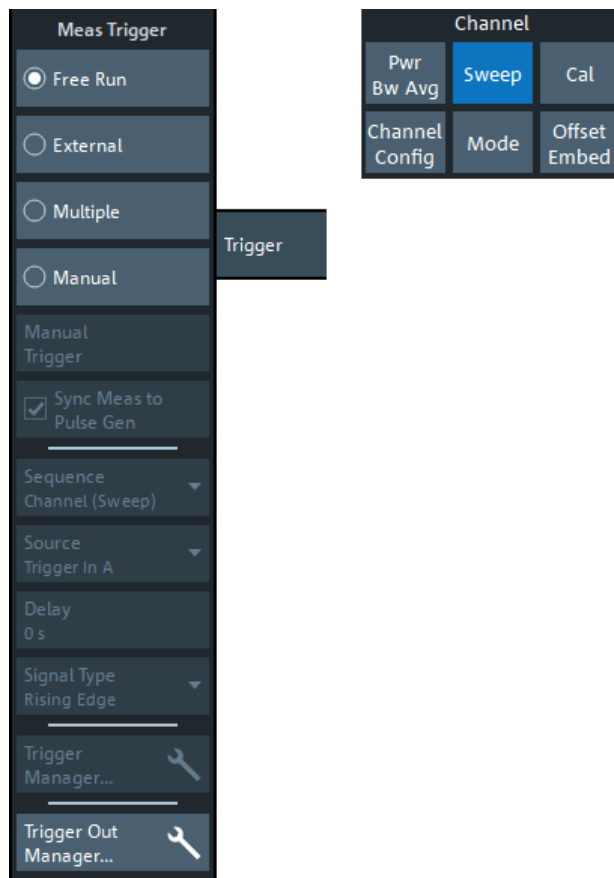 Meas Trigger
Free Run
External
Multiple
Manual
Manual
Trigger
Sync Meas to
Pulse Gen
Sequence
Channel (Sweep)
Source
Trigger In A
Delay
0 s
Signal Type
Rising Edge
Trigger
Manager...
Trigger Out
Manager...
Trigger
Channel
Pwr
Bw Avg
Sweep
Cal
Channel
Config
Mode
Offset
Embed